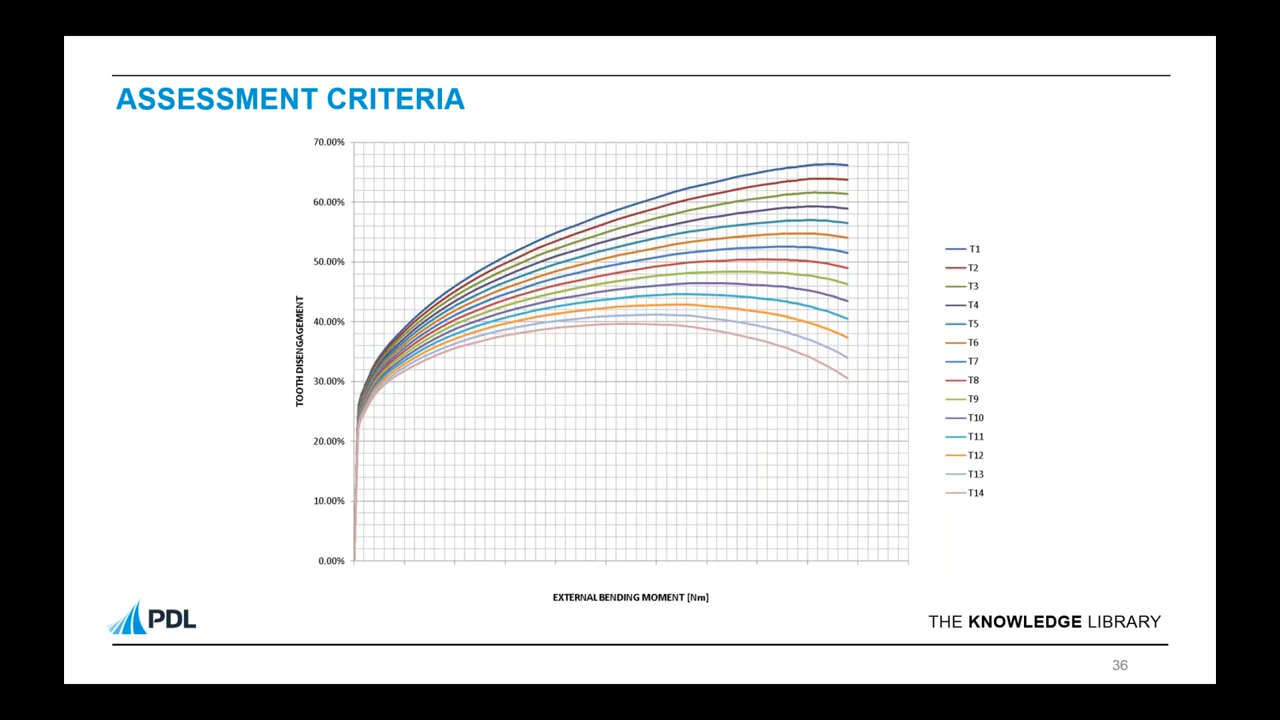 ASSESSMENT CRITERIA
70.00%
60.00%
50.00%
40.00%
30.00%
20.00%
10.00%
0.00%
TOOTH DISENGAGEMENT
EXTERNAL BENDING MOMENT [Nm]
T1
T2
T3
T4
T5
T6
T7
T8
T9
T10
T11
T12
T13
T14
PDL
THE KNOWLEDGE LIBRARY
36